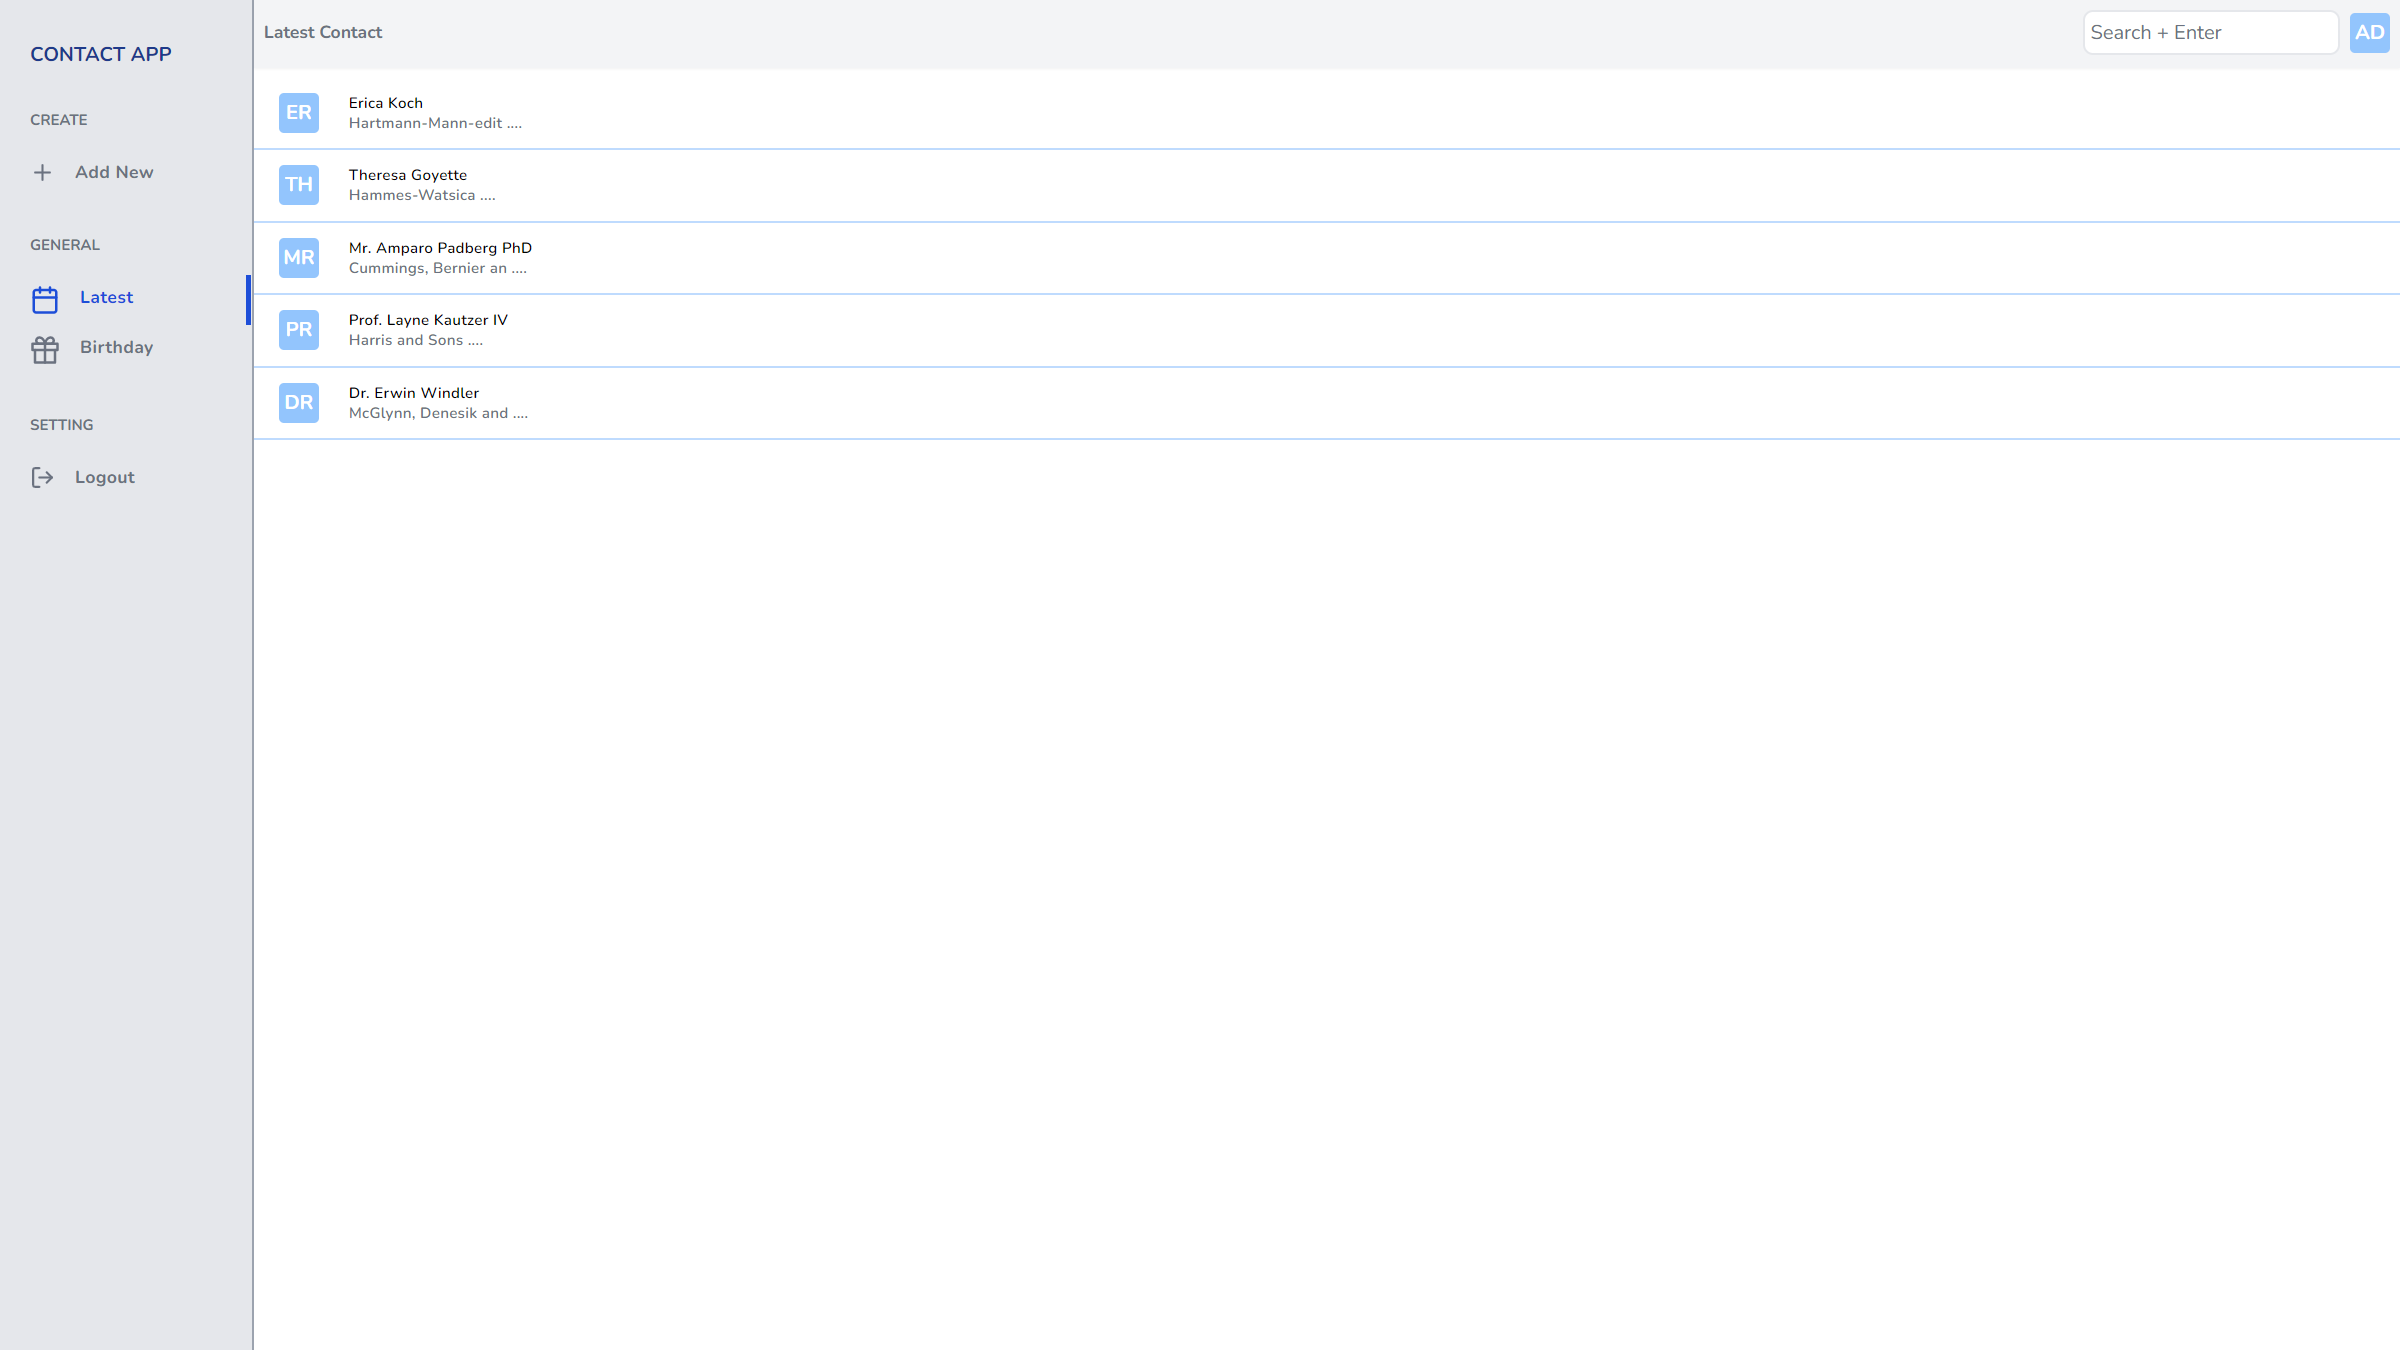 CONTACT APP
CREATE
Add New
GENERAL
Latest
Birthday
SETTING
Logout
Latest Contact
Search + Enter
AD
ER
Erica Koch
Hartmann-Mann-edit ....
TH
Theresa Goyette
Hammes-Watsica ....
MR
Mr. Amparo Padberg PhD
Cummings, Bernier an ....
PR
Prof. Layne Kautzer IV
Harris and Sons ....
DR
Dr. Erwin Windler
McGlynn, Denesik and ....